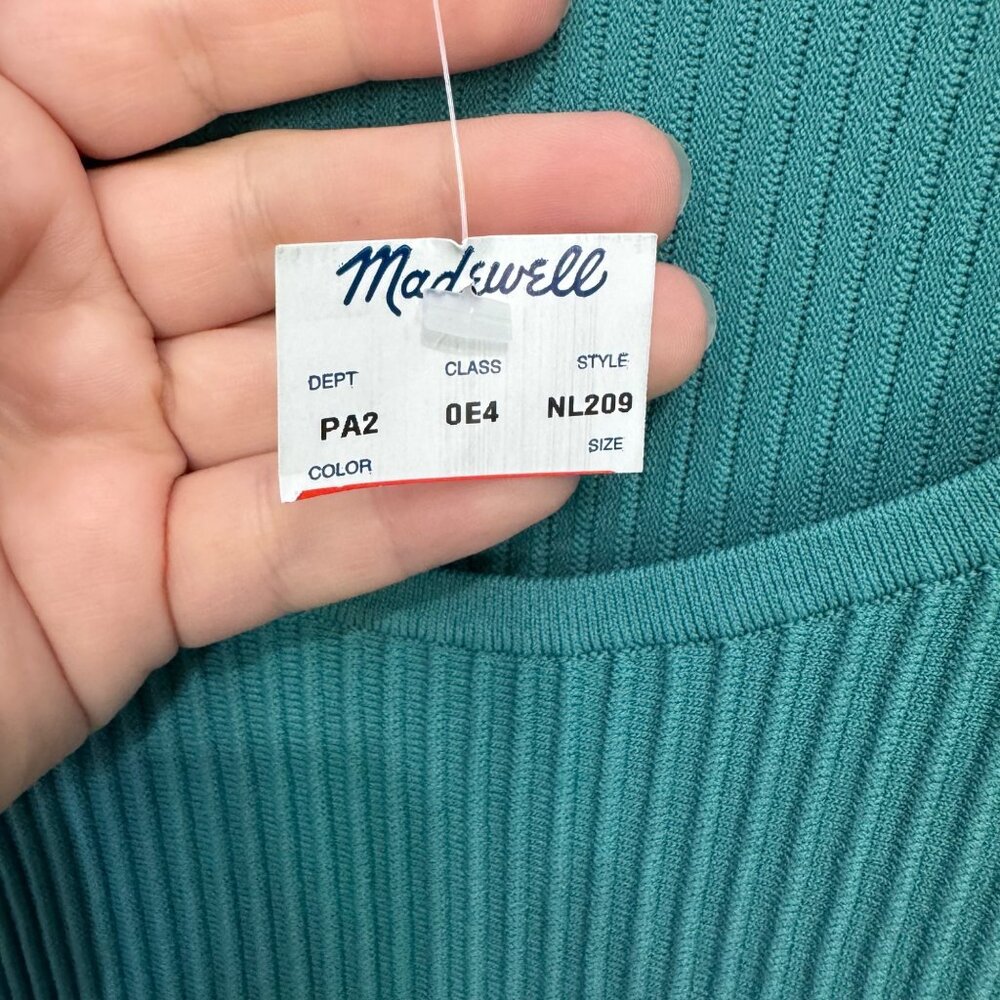 Madewell
DEPT CLASS STYLE
PA2 0E4 NL209
COLOR SIZE